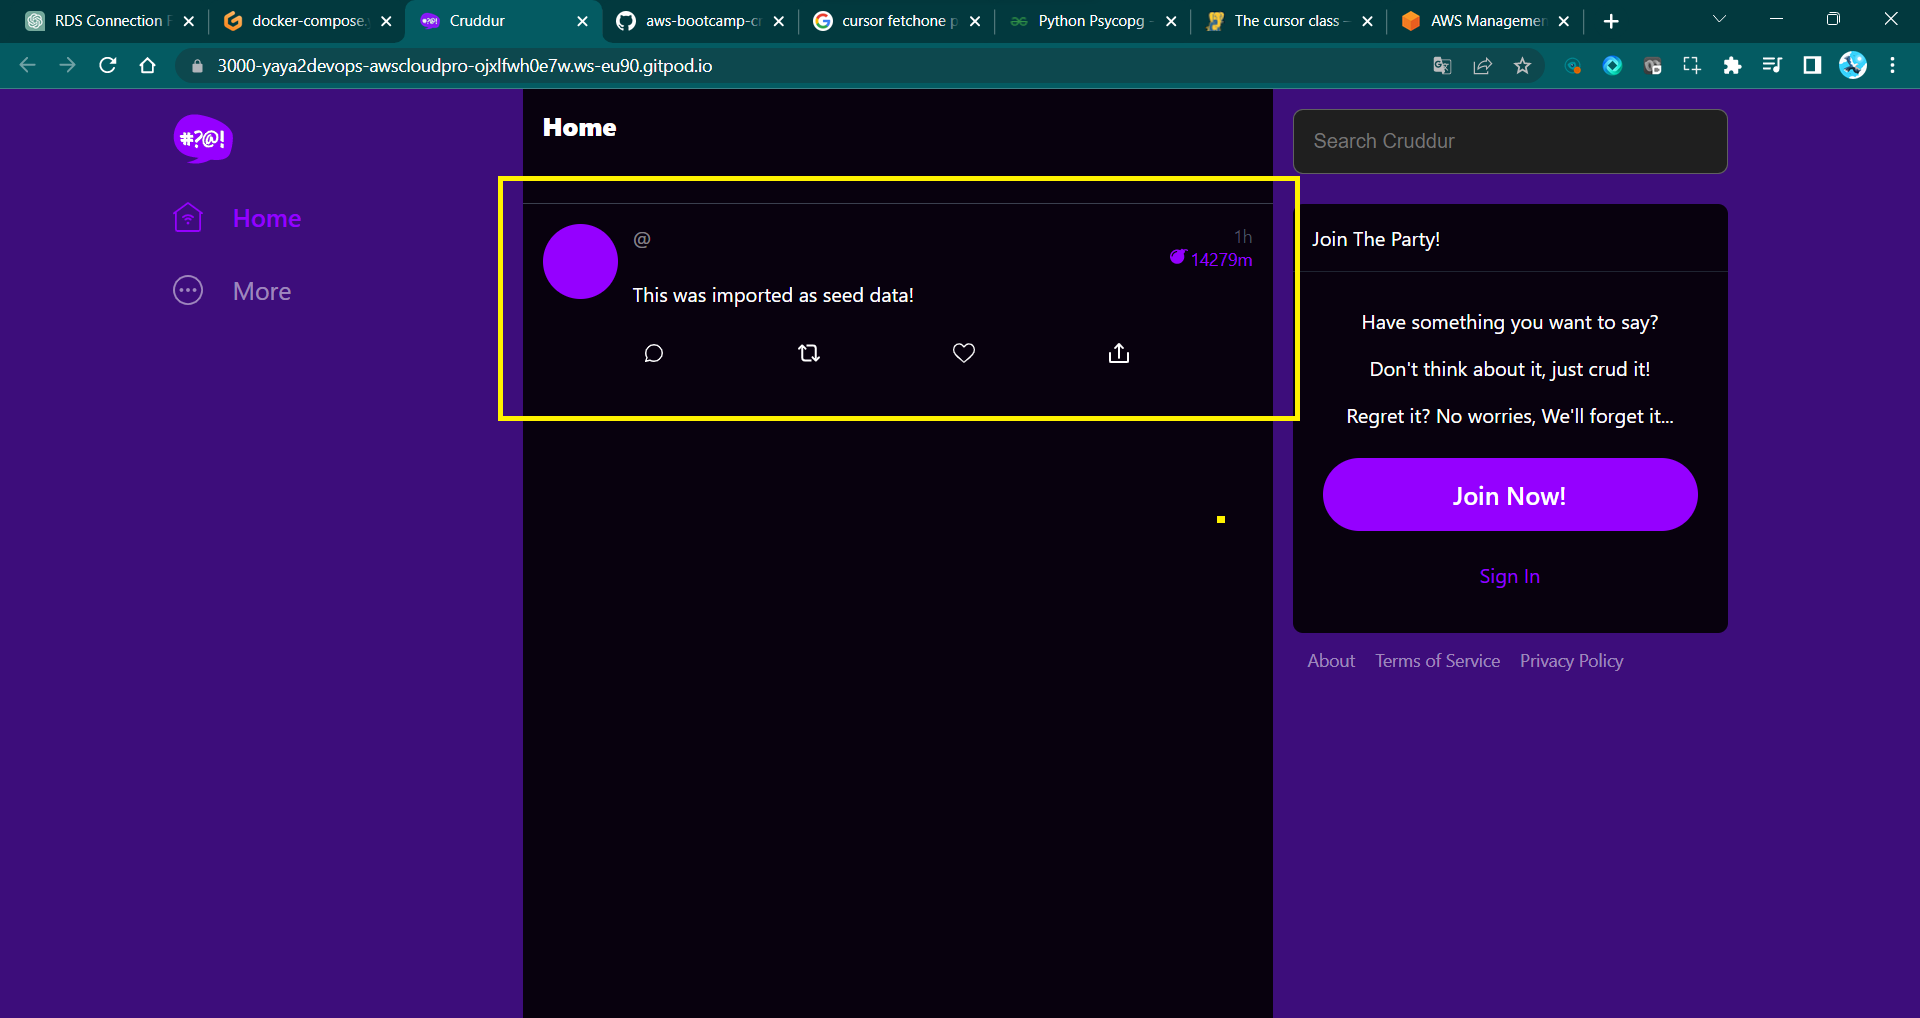 RDS Connection
docker-compose.
Cruddur
aws-bootcamp-cr
cursor fetchone p
Python Psycopg -
The cursor class –
AWS Managemen
3000-yaya2devops-awscloudpro-ojxlfwh0e7w.ws-eu90.gitpod.io
#?@!
Home
More
Home
@
1h
14279m
This was imported as seed data!
Search Cruddur
Join The Party!
Have something you want to say?
Don't think about it, just crud it!
Regret it? No worries, We'll forget it...
Join Now!
Sign In
About Terms of Service Privacy Policy